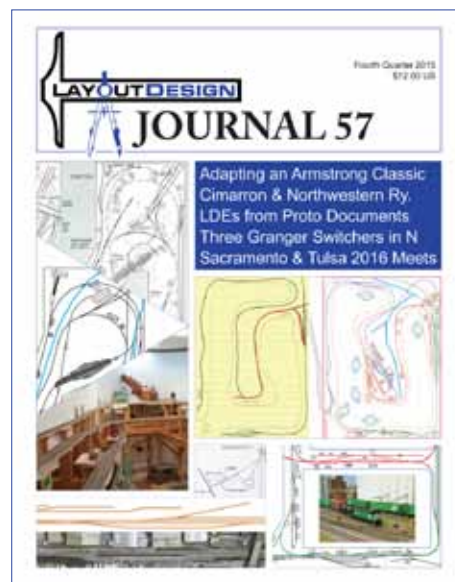 Fourth Quarter 2015
$12.00 US
LAYOUT DESIGN
JOURNAL 57
Adapting an Armstrong Classic
Cimarron & Northwestern Ry.
LDEs from Proto Documents
Three Granger Switchers in N
Sacramento & Tulsa 2016 Meets